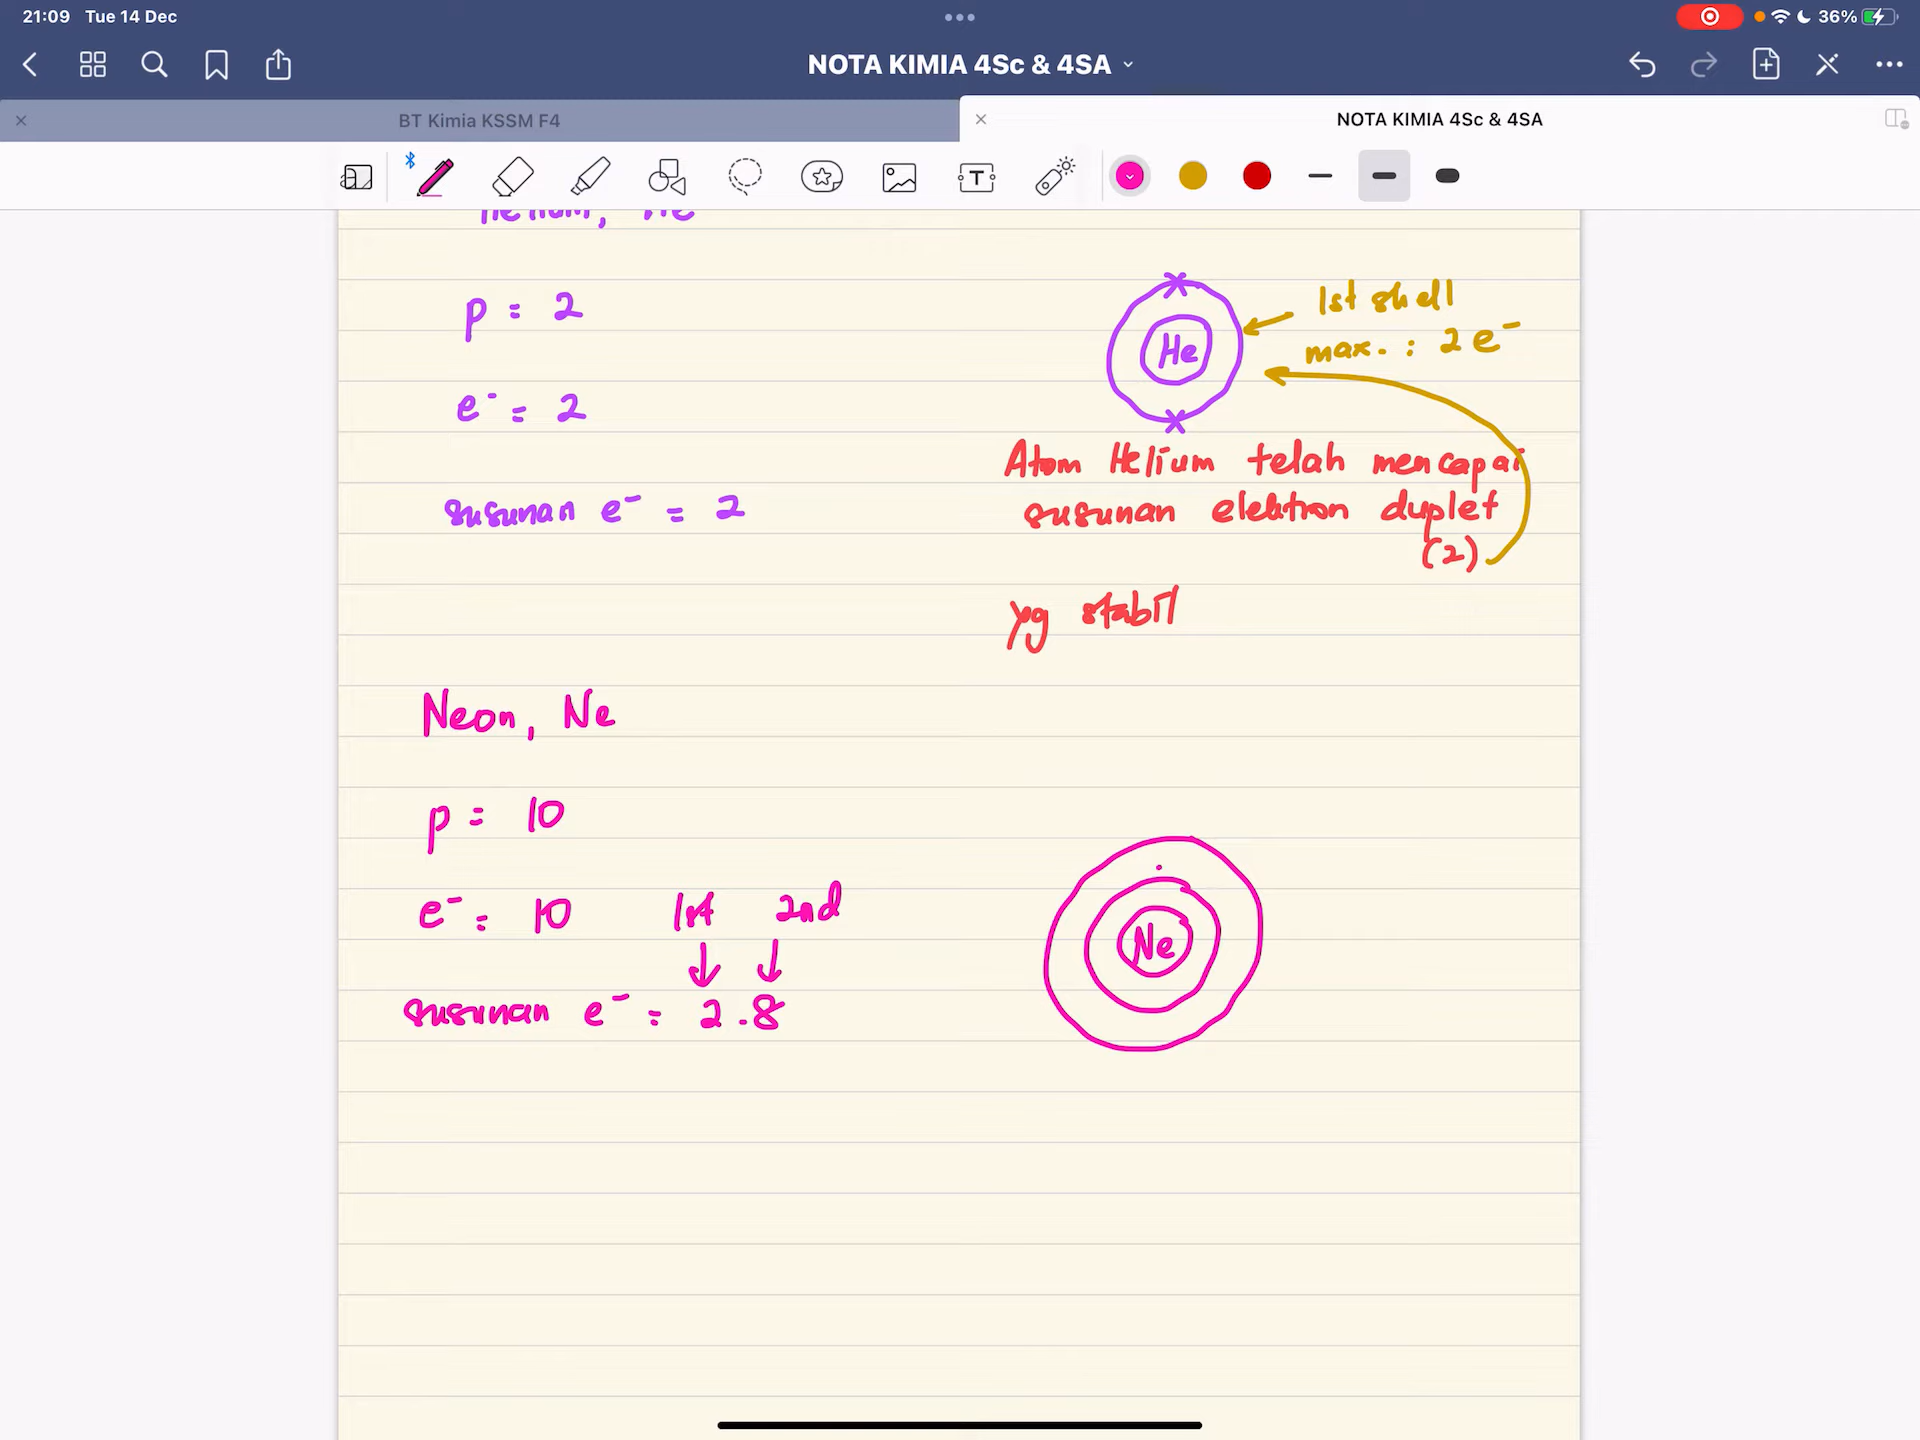 21:09 Tue 14 Dec
36%
NOTA KIMIA 4Sc & 4SA
BT Kimia KSSM F4
NOTA KIMIA 4Sc & 4SA
T
Helium, He
p = 2
e⁻ = 2
susunan e⁻ = 2
He
1st shell
max. : 2e⁻
Atom Helium telah mencapai
susunan elektron duplet
(2)
yg stabil
Neon, Ne
p = 10
e⁻ = 10
1st 2nd
susunan e⁻ = 2.8
Ne